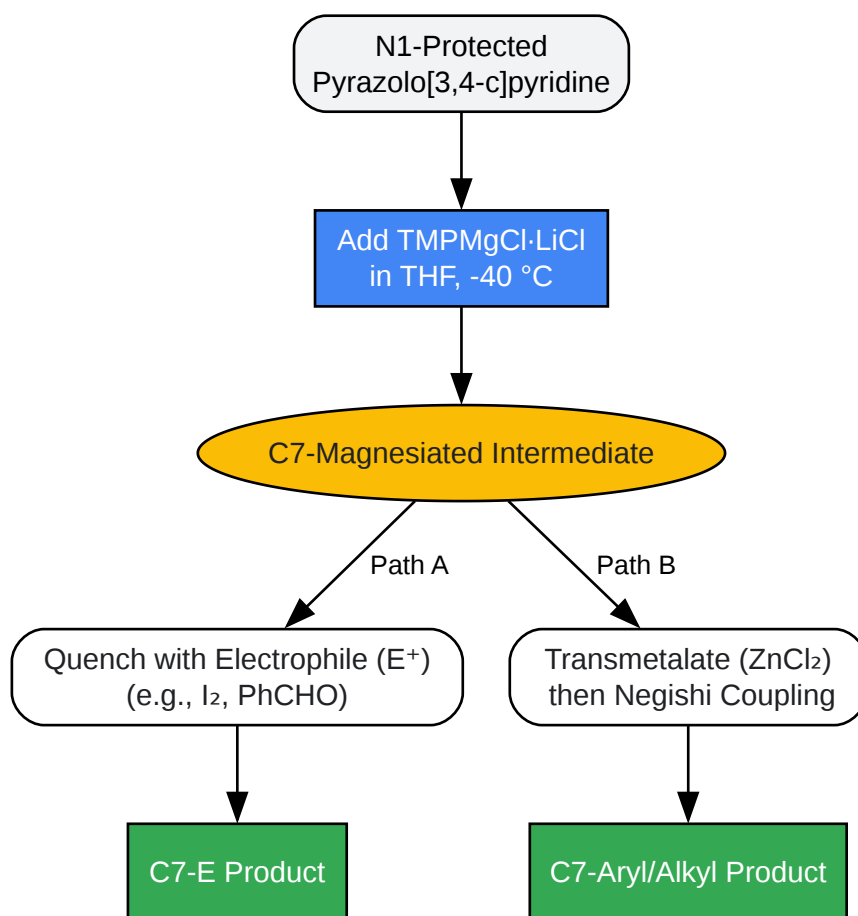 N1-Protected
Pyrazolo[3,4-c]pyridine
Add TMPMgCl·LiCl
in THF, -40 °C
C7-Magnesiated Intermediate
Path A
Path B
Quench with Electrophile (E⁺)
(e.g., I₂, PhCHO)
Transmetalate (ZnCl₂)
then Negishi Coupling
C7-E Product
C7-Aryl/Alkyl Product